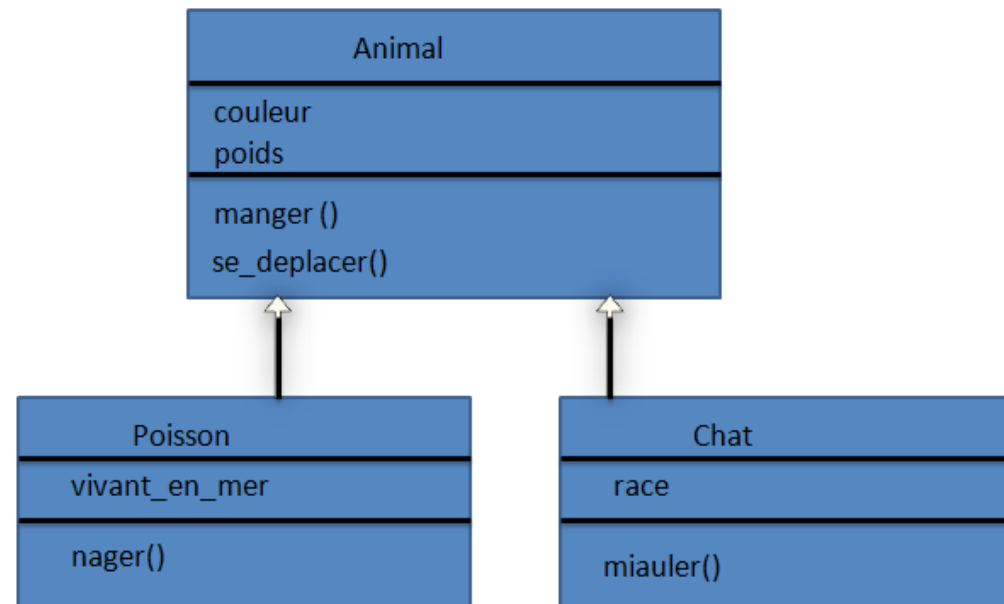 Animal
couleur
poids
manger ()
se_deplacer()
Poisson
vivant_en_mer
nager()
Chat
race
miauler()